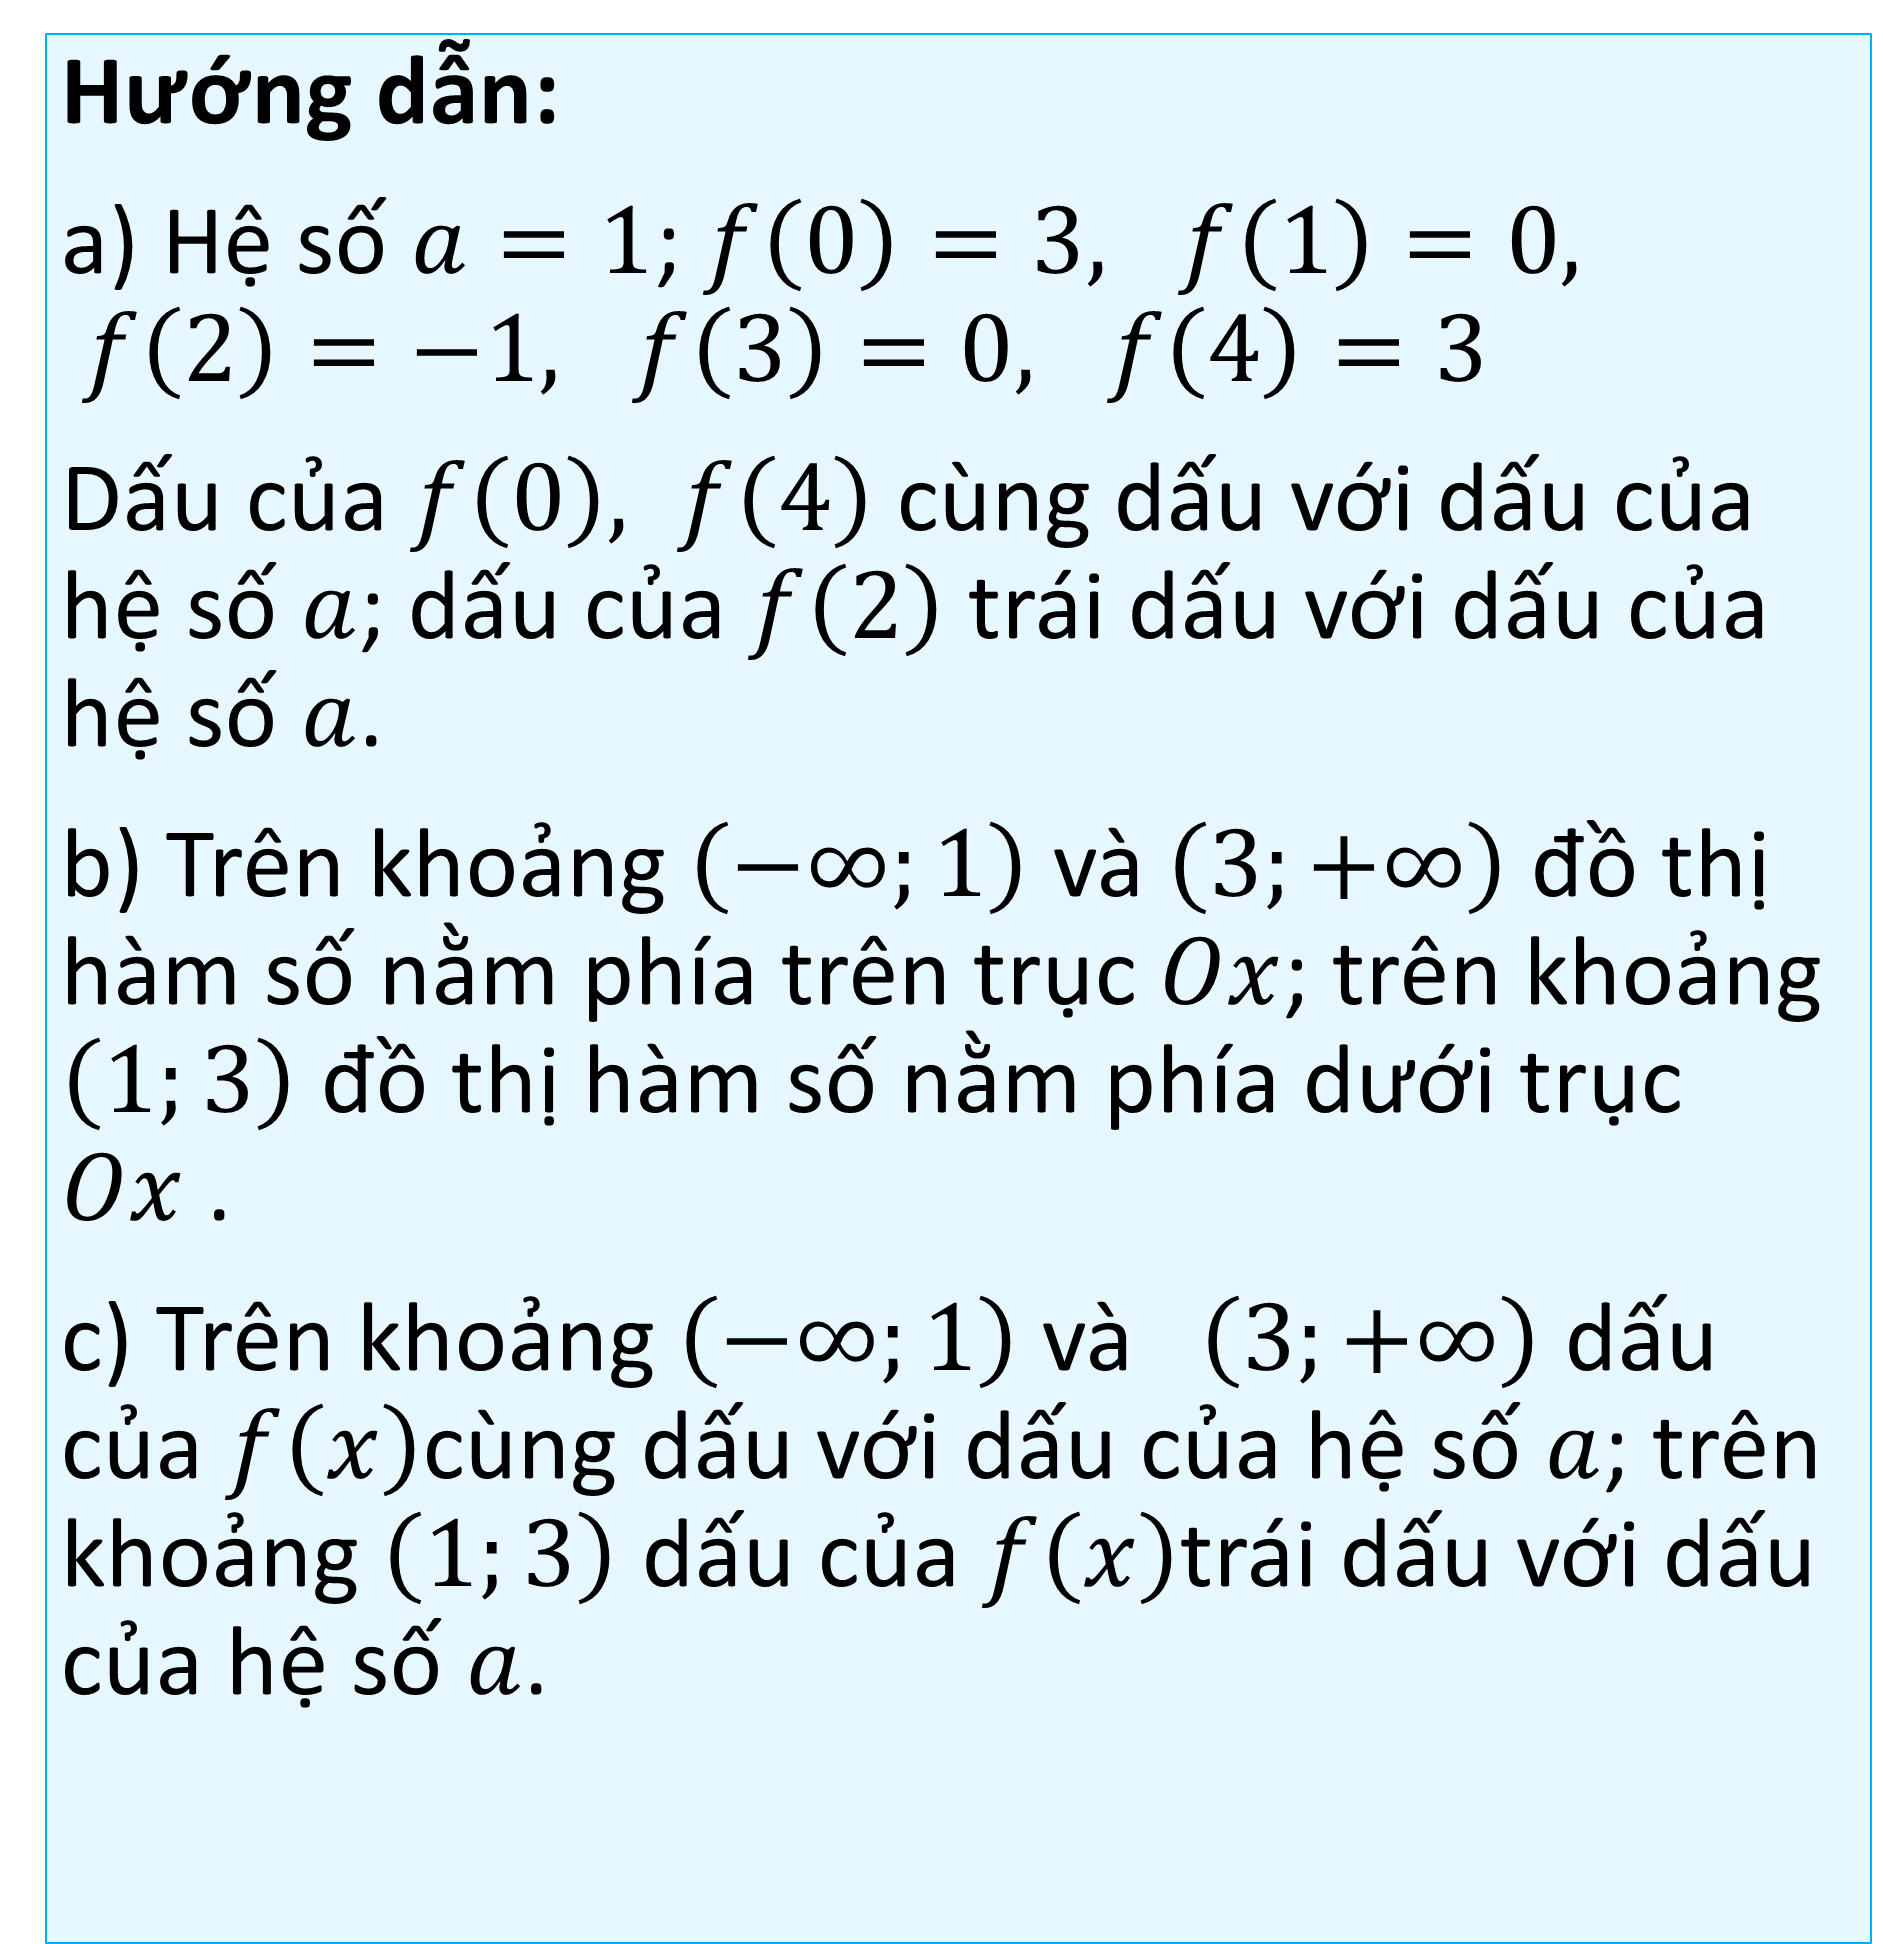 Hướng dẫn:
a) Hệ số a = 1; f(0) = 3, f(1) = 0,
f(2) = −1, f(3) = 0, f(4) = 3
Dấu của f(0), f(4) cùng dấu với dấu của
hệ số a; dấu của f(2) trái dấu với dấu của
hệ số a.
b) Trên khoảng (−∞; 1) và (3; +∞) đồ thị
hàm số nằm phía trên trục Ox; trên khoảng
(1; 3) đồ thị hàm số nằm phía dưới trục
Ox .
c) Trên khoảng (−∞; 1) và (3; +∞) dấu
của f(x)cùng dấu với dấu của hệ số a; trên
khoảng (1; 3) dấu của f(x)trái dấu với dấu
của hệ số a.